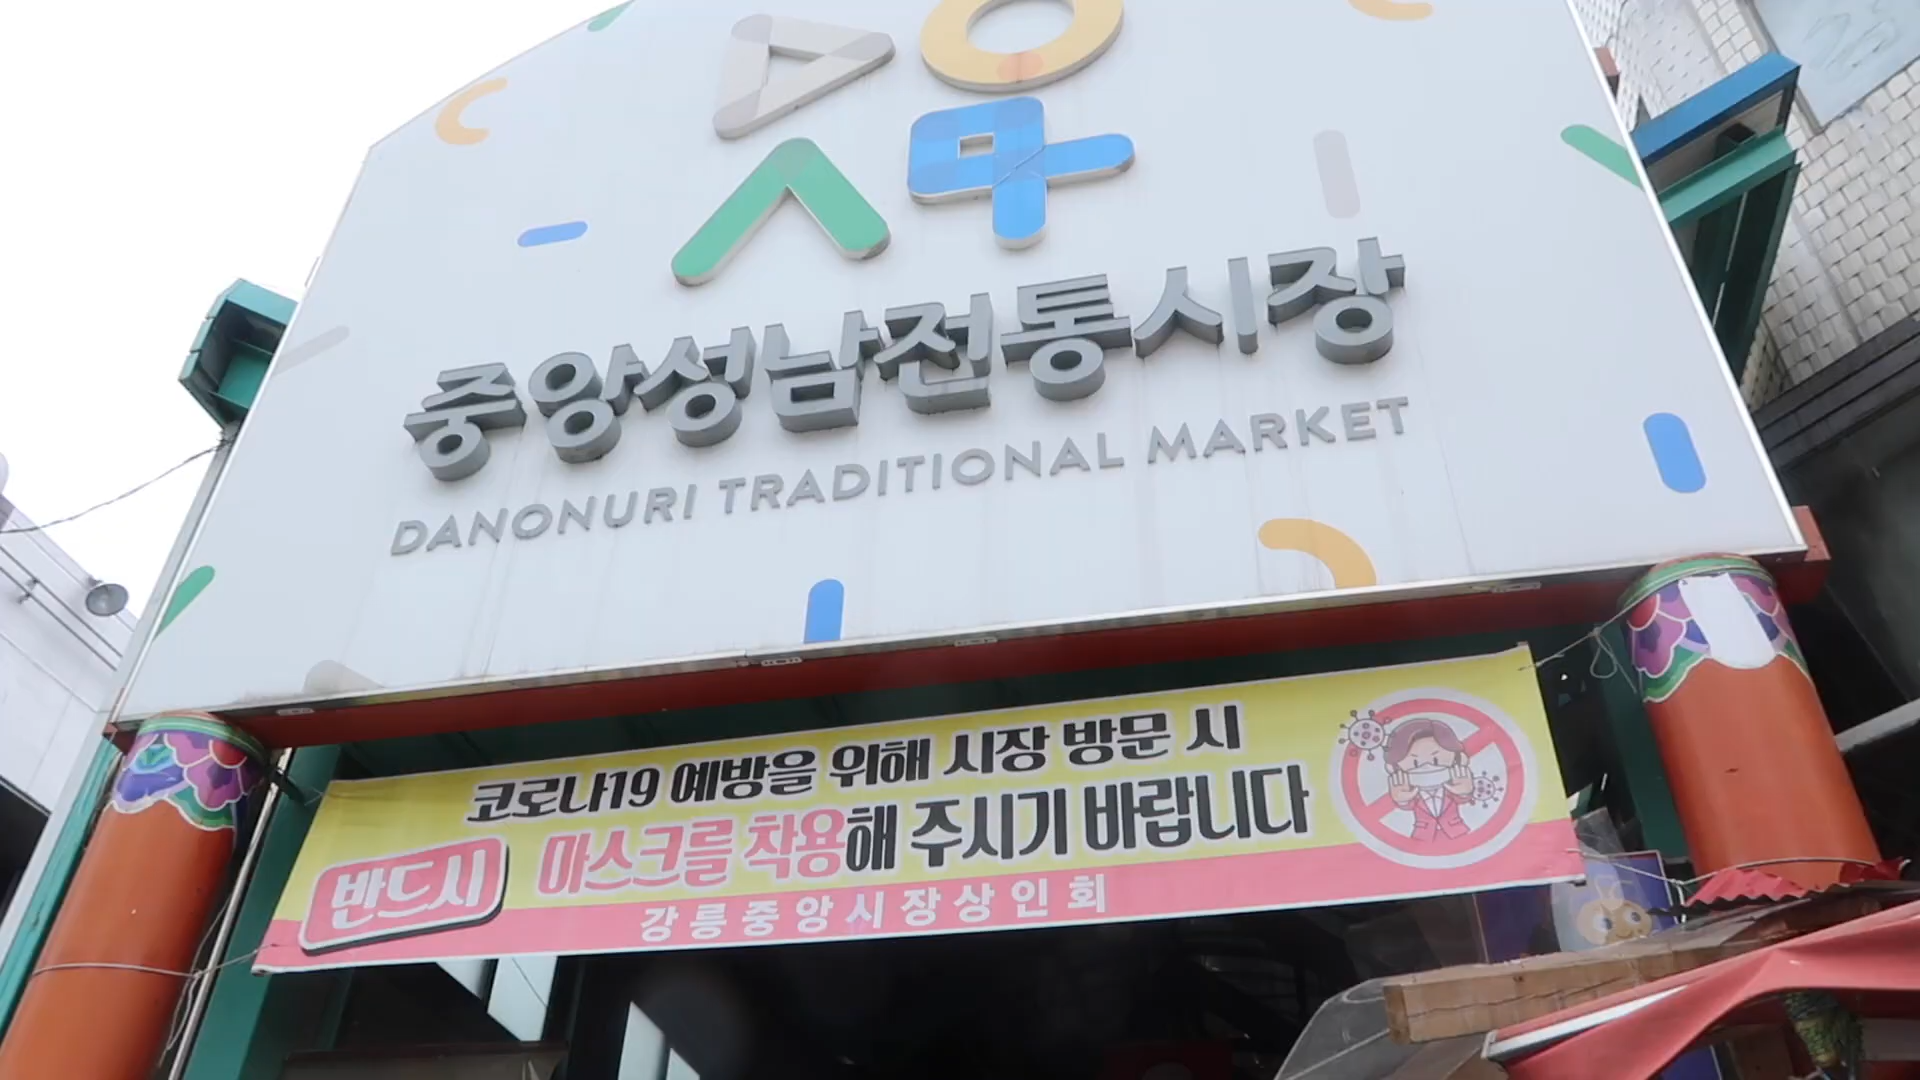 중앙성남전통시장
DANONURI TRADITIONAL MARKET
코로나19 예방을 위해 시장 방문 시
반드시 마스크를 착용해 주시기 바랍니다
강릉중앙시장상인회